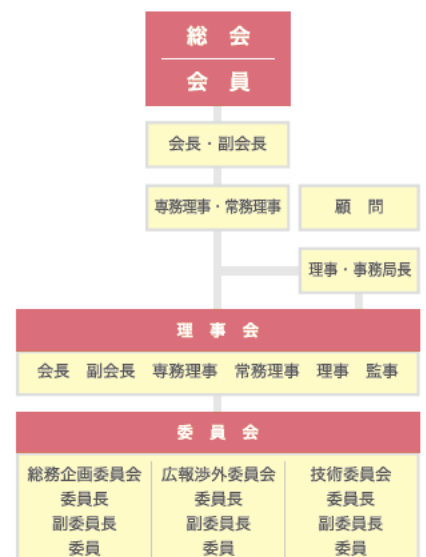 総 会
会 員
会長・副会長
専務理事・常務理事
顧 問
理事・事務局長
理 事 会
会長 副会長 専務理事 常務理事 理事 監事
委 員 会
総務企画委員会 広報渉外委員会 技術委員会
委員長 委員長 委員長
副委員長 副委員長 副委員長
委員 委員 委員